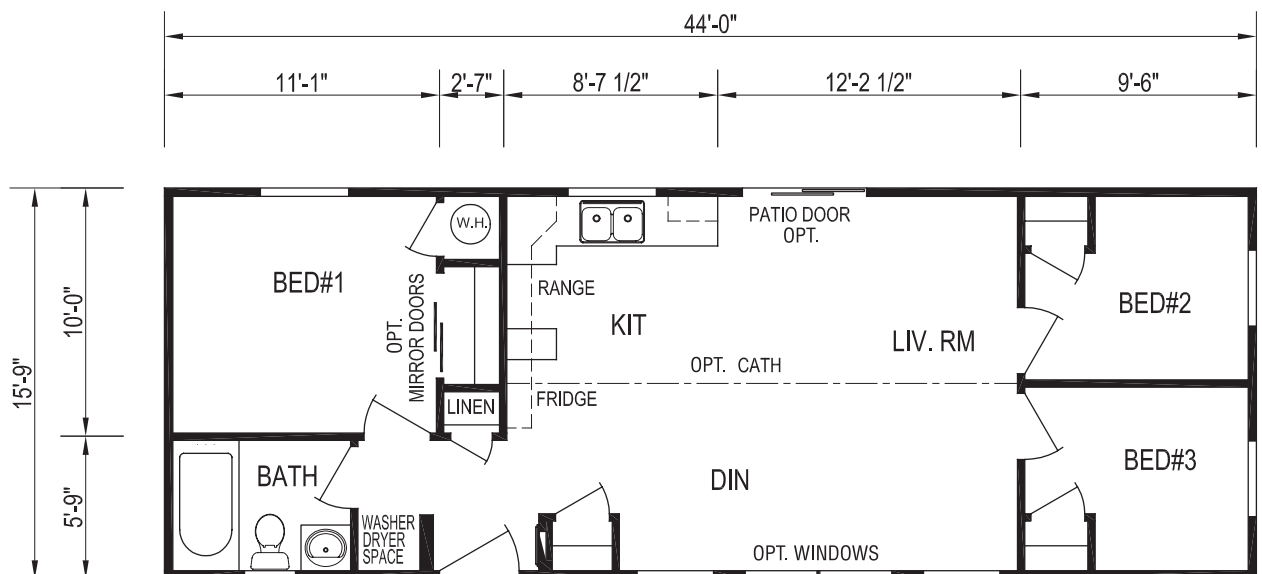 44'-0"
11'-1"
2'-7"
8'-7 1/2"
12'-2 1/2"
9'-6"
15'-9"
10'-0"
5'-9"
BED#1
W.H.
OPT.
MIRROR DOORS
LINEN
RANGE
KIT
FRIDGE
PATIO DOOR
OPT.
LIV. RM
OPT. CATH
BED#2
BED#3
BATH
WASHER
DRYER
SPACE
DIN
OPT. WINDOWS